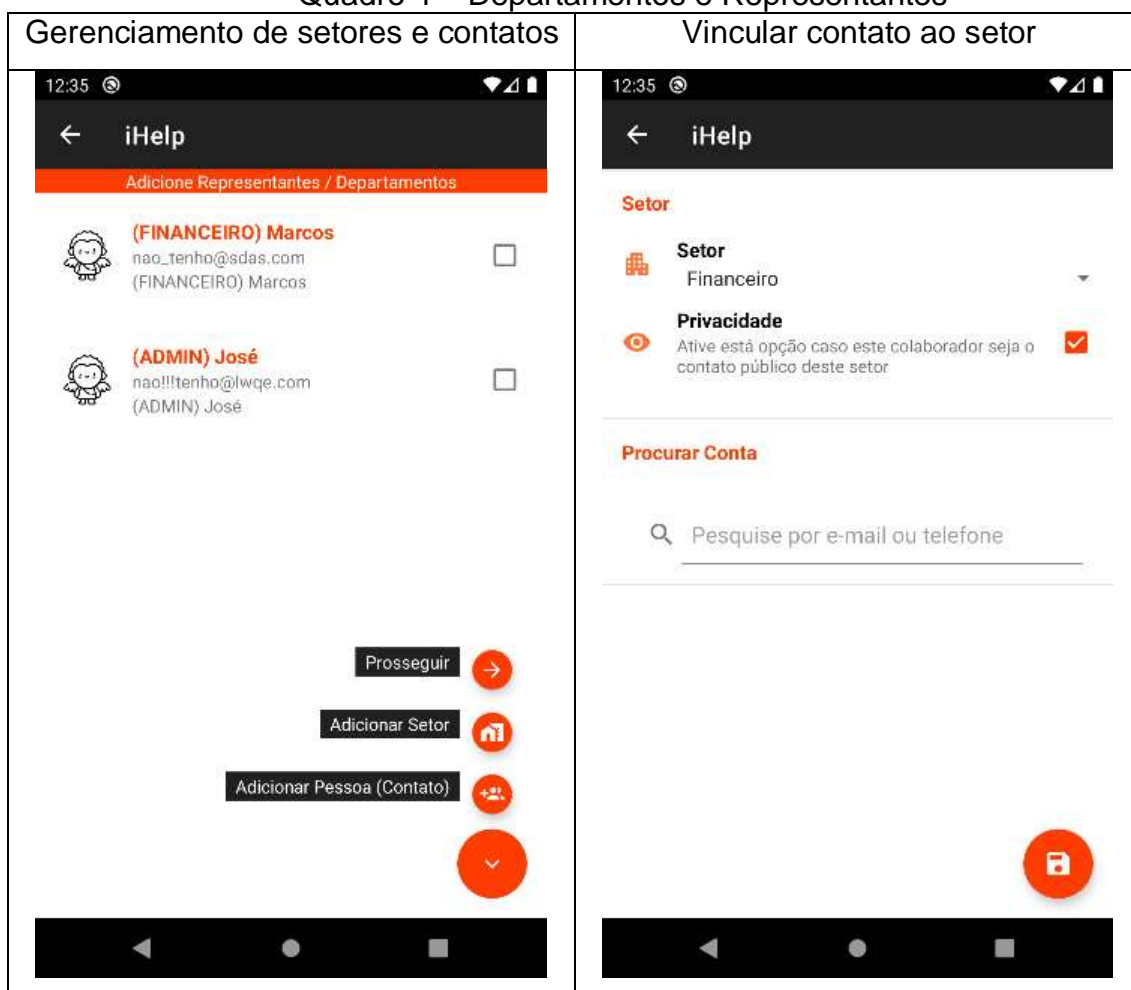 Gerenciamento de setores e contatos
Vincular contato ao setor
12:35
iHelp
Adicione Representantes / Departamentos
(FINANCEIRO) Marcos
nao_tenho@sdas.com
(FINANCEIRO) Marcos
(ADMIN) José
nao!!!tenho@lwqe.com
(ADMIN) José
Prosseguir
Adicionar Setor
Adicionar Pessoa (Contato)
12:35
iHelp
Setor
Setor
Financeiro
Privacidade
Ative está opção caso este colaborador seja o
contato público deste setor
Procurar Conta
Pesquise por e-mail ou telefone